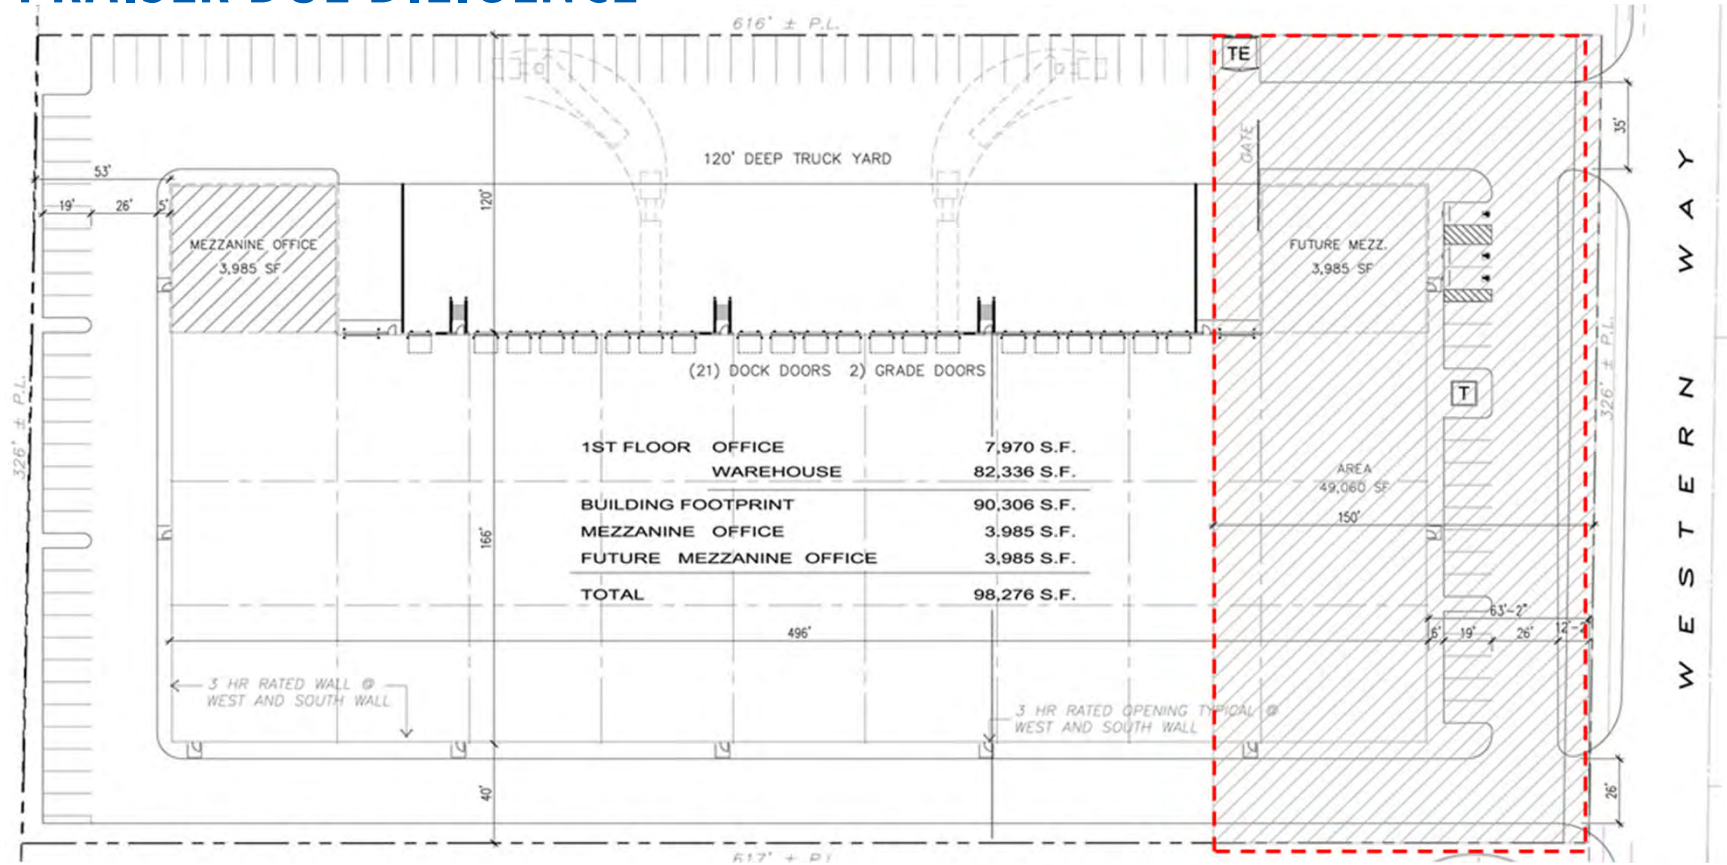 616' ± P.L.
TE
35'
GATE
120' DEEP TRUCK YARD
53'
19'
26'
5'
120'
MEZZANINE OFFICE
3,985 SF
FUTURE MEZZ.
3,985 SF
WESTERN WAY
326' ± P.L.
326' ± P.L.
(21) DOCK DOORS 2) GRADE DOORS
T
1ST FLOOR OFFICE 7,970 S.F.
WAREHOUSE 82,336 S.F.
BUILDING FOOTPRINT 90,306 S.F.
MEZZANINE OFFICE 3.985 S.F.
FUTURE MEZZANINE OFFICE 3,985 S.F.
TOTAL 98,276 S.F.
AREA
49,060 SF
150'
166'
496'
63'-2"
6'
19'
26'
3 HR RATED WALL @
WEST AND SOUTH WALL
3 HR RATED OPENING TYPICAL @
WEST AND SOUTH WALL
40'
26'